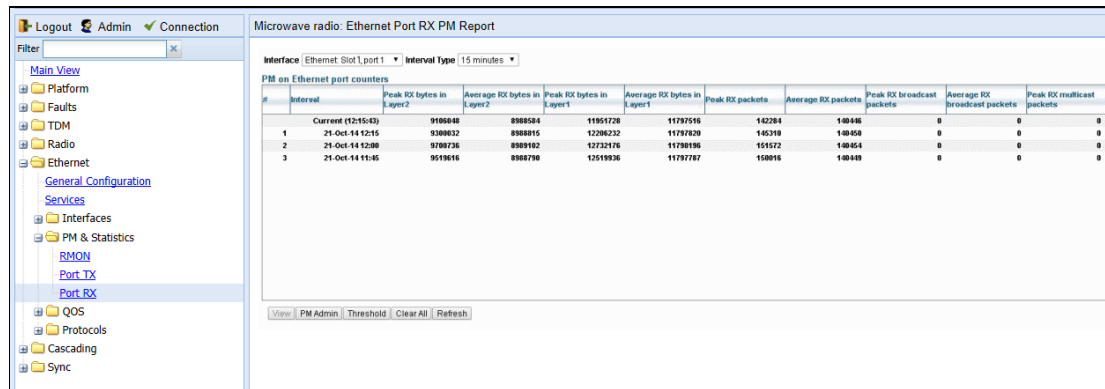 Logout Admin Connection
Filter
Main View
Platform
Faults
TDM
Radio
Ethernet
General Configuration
Services
Interfaces
PM & Statistics
RMON
Port TX
Port RX
QOS
Protocols
Cascading
Sync
Microwave radio: Ethernet Port RX PM Report
Interface Ethernet: Slot 1, port 1 Interval Type 15 minutes
PM on Ethernet port counters
# Interval Peak RX bytes in Layer2 Average RX bytes in Layer2 Peak RX bytes in Layer1 Average RX bytes in Layer1 Peak RX packets Average RX packets Peak RX broadcast packets Average RX broadcast packets Peak RX multicast packets
Current (12:15:43) 9106048 8988584 11951728 11797516 142284 140446 0 0 0
1 21-Oct-14 12:15 9300032 8988815 12206232 11797820 145310 140450 0 0 0
2 21-Oct-14 12:00 9700736 8989102 12732176 11798196 151572 140454 0 0 0
3 21-Oct-14 11:45 9519616 8988790 12519936 11797787 150016 140449 0 0 0
View PM Admin Threshold Clear All Refresh